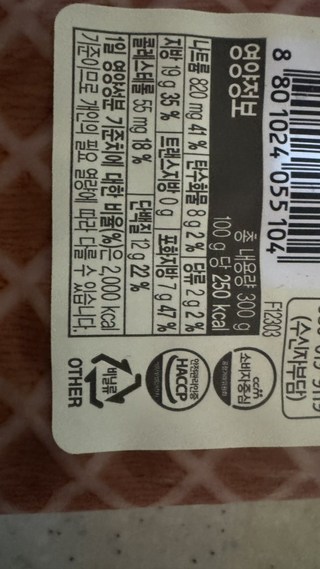 영양정보
총 내용량 300 g
100 g 당 250 kcal
나트륨 820 mg 41 % 탄수화물 8 g 2 % 당류 2 g 2 %
지방 19 g 35 % 트랜스지방 0 g 포화지방 7 g 47 %
콜레스테롤 55 mg 18 % 단백질 12 g 22 %
1일 영양성분 기준치에 대한 비율(%)은 2,000 kcal
기준이므로 개인의 필요 열량에 따라 다를 수 있습니다.
8 801024 055104
FI2303
(수신자부담)
ccm
소비자중심
안전관리인증
HACCP
비닐류
OTHER